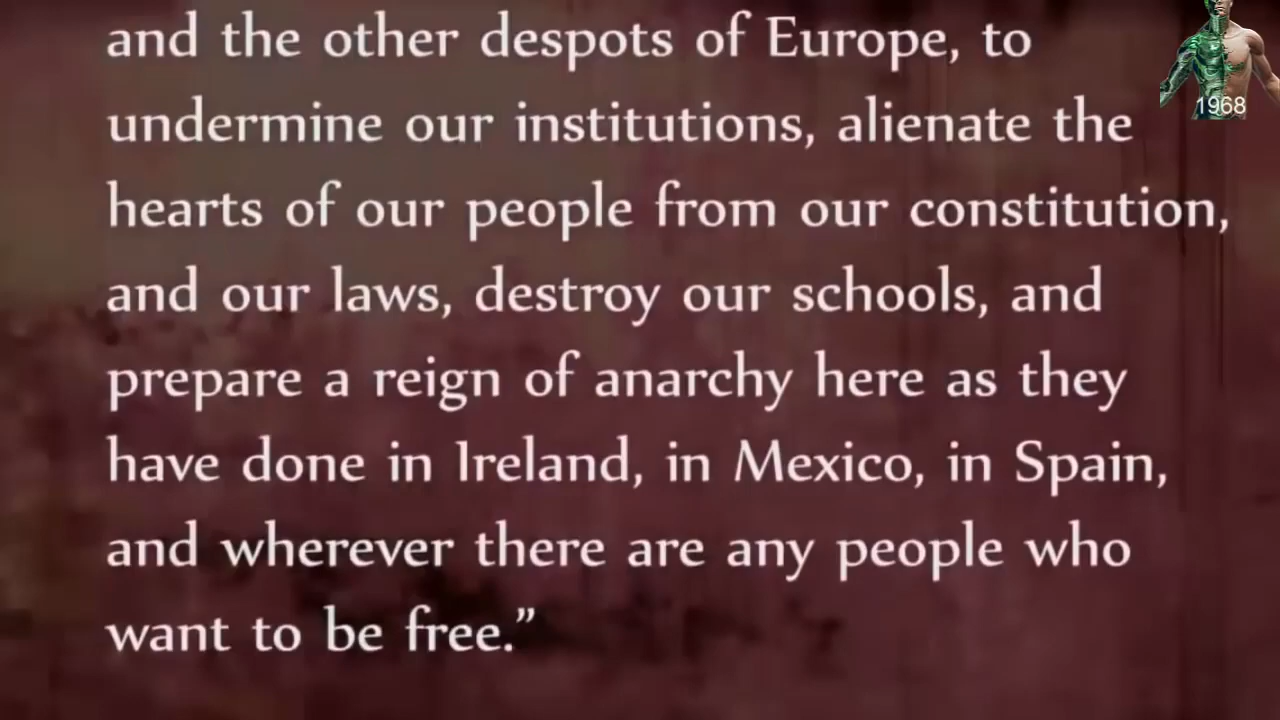 and the other despots of Europe, to
undermine our institutions, alienate the
hearts of our people from our constitution,
and our laws, destroy our schools, and
prepare a reign of anarchy here as they
have done in Ireland, in Mexico, in Spain,
and wherever there are any people who
want to be free.”
1968